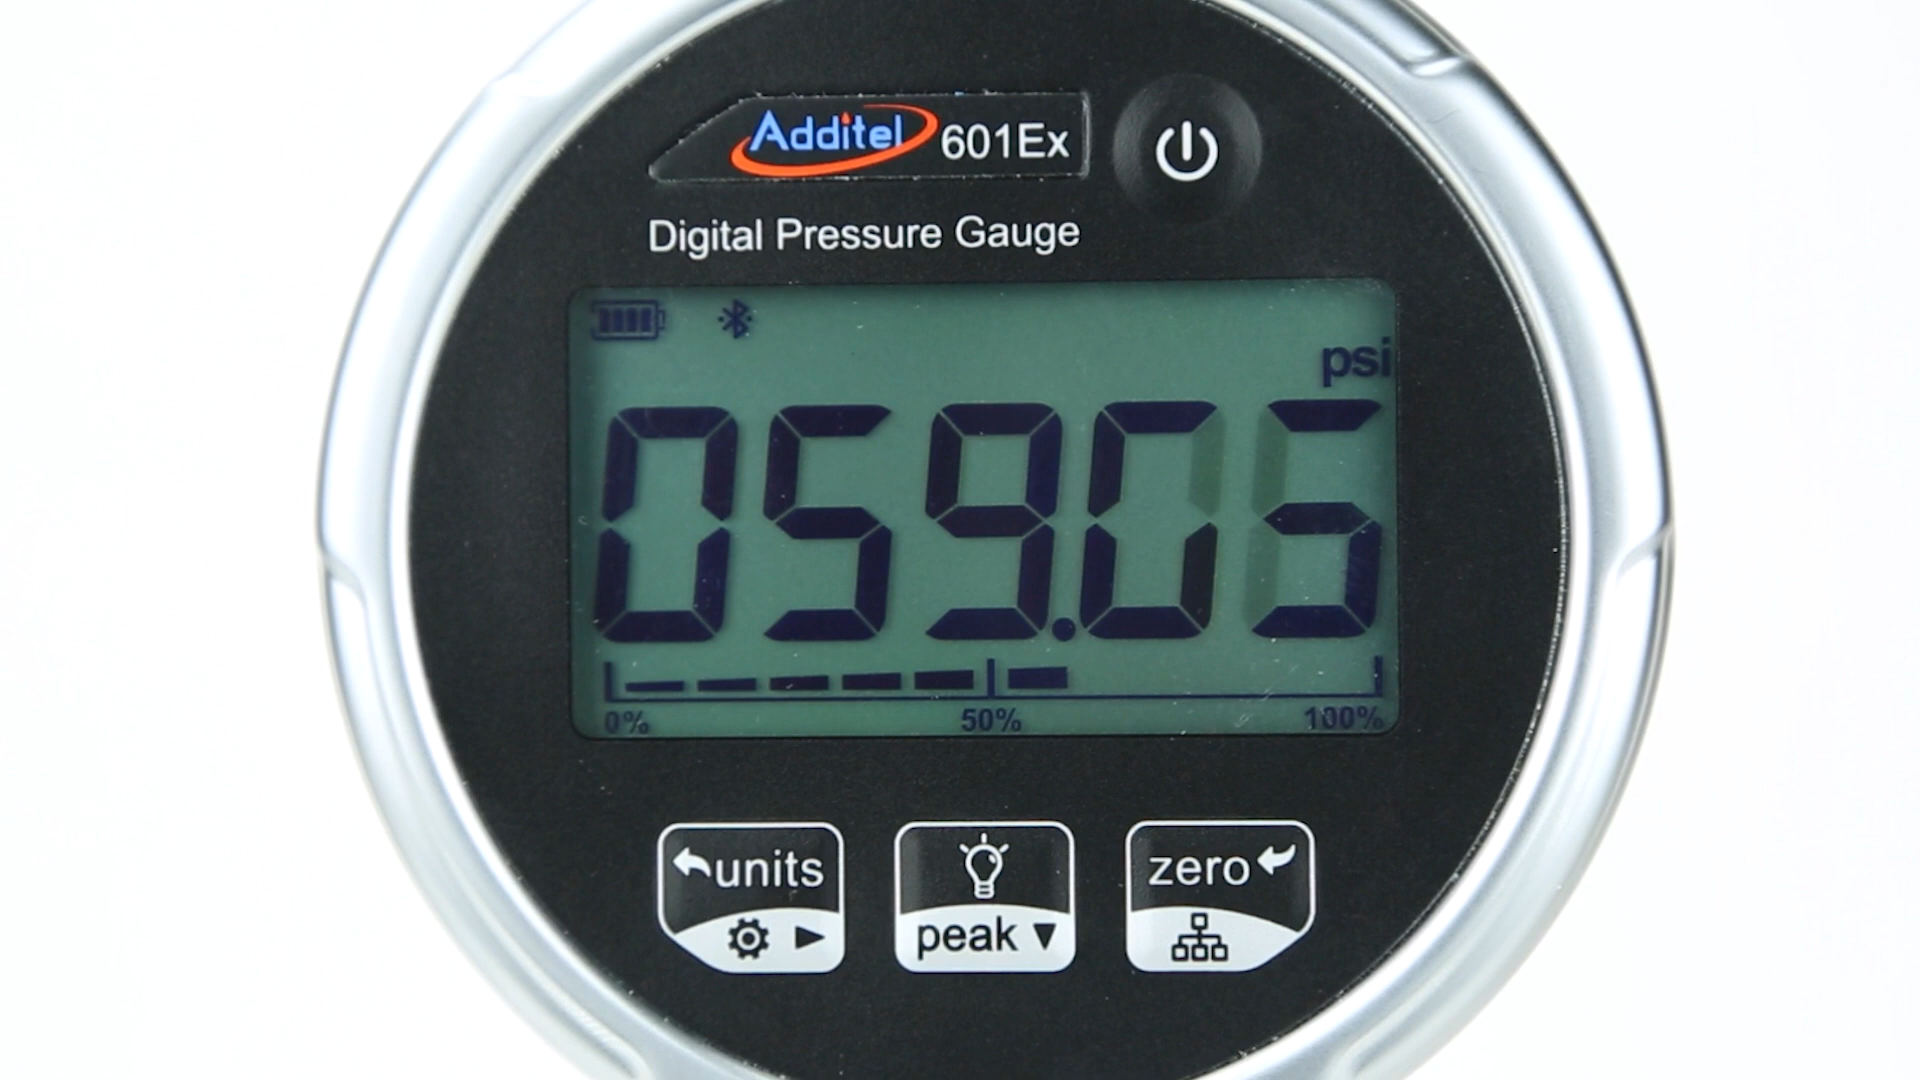 Additel 601Ex
Digital Pressure Gauge
psi
059.05
0% 50% 100%
units
peak
zero